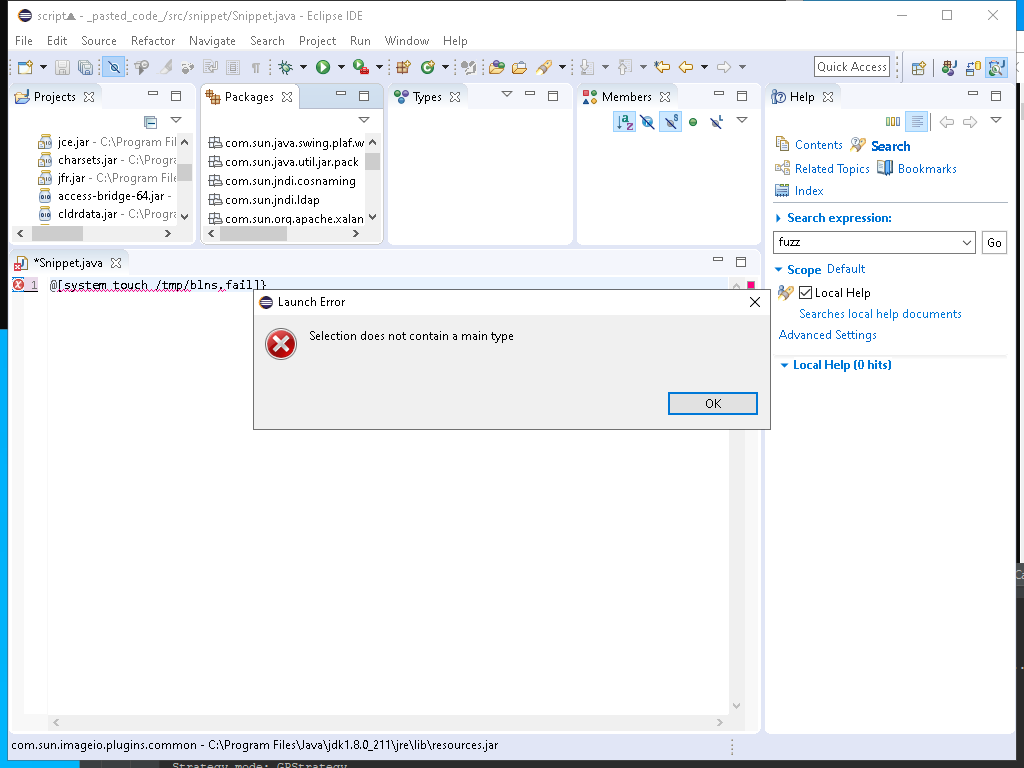 script - _pasted_code_/src/snippet/Snippet.java - Eclipse IDE
File Edit Source Refactor Navigate Search Project Run Window Help
Quick Access
Projects
Packages
Types
Members
Help
jce.jar - C:\Program Fil
charsets.jar - C:\Progra
jfr.jar - C:\Program File
access-bridge-64.jar -
cldrdata.jar - C:\Progra
com.sun.java.swing.plaf.w
com.sun.java.util.jar.pack
com.sun.jndi.cosnaming
com.sun.jndi.ldap
com.sun.org.apache.xalan
Contents Search
Related Topics Bookmarks
Index
Search expression:
fuzz
Go
Scope Default
Local Help
Searches local help documents
Advanced Settings
Local Help (0 hits)
*Snippet.java
1 @[system touch /tmp/blns.fail]}
Launch Error
Selection does not contain a main type
OK
com.sun.imageio.plugins.common - C:\Program Files\Java\jdk1.8.0_211\jre\lib\resources.jar
Strategy mode: GPStrategy